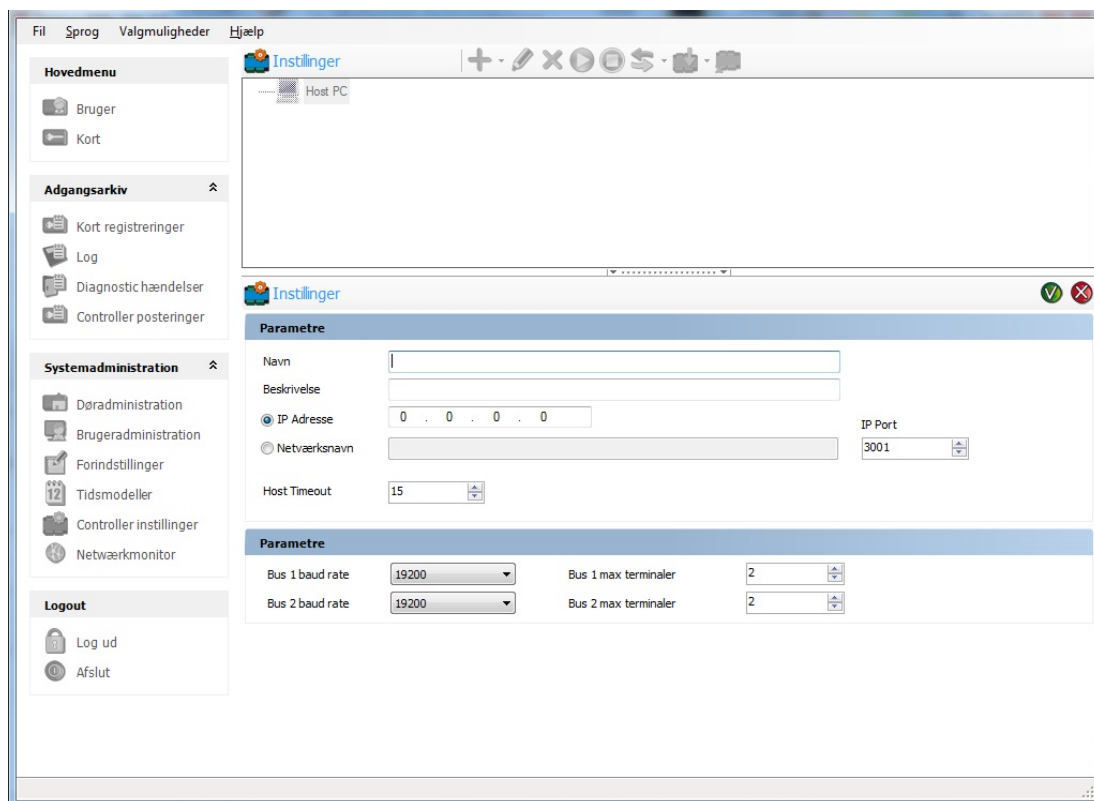 Fil Sprog Valgmuligheder Hjælp
Hovedmenu
Bruger
Kort
Adgangsarkiv
Kort registreringer
Log
Diagnostic hændelser
Controller posteringer
Systemadministration
Døradministration
Brugeradministration
Forindstillinger
12 Tidsmodeller
Controller instillinger
Netwærkmonitor
Logout
Log ud
Afslut
Instillinger
Host PC
Instillinger
Parametre
Navn
Beskrivelse
IP Adresse 0 . 0 . 0 . 0
IP Port
Netværksnavn 3001
Host Timeout 15
Parametre
Bus 1 baud rate 19200 Bus 1 max terminaler 2
Bus 2 baud rate 19200 Bus 2 max terminaler 2